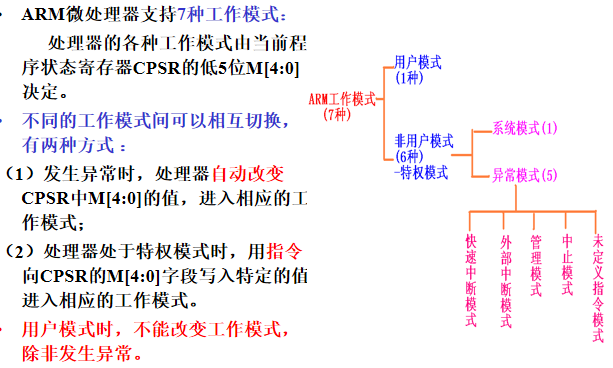 • ARM微处理器支持7种工作模式：
处理器的各种工作模式由当前程
序状态寄存器CPSR的低5位M[4:0]
决定。
• 不同的工作模式间可以相互切换，
有两种方式：
（1）发生异常时，处理器自动改变
CPSR中M[4:0]的值，进入相应的工
作模式；
（2）处理器处于特权模式时，用指令
向CPSR的M[4:0]字段写入特定的值
进入相应的工作模式。
• 用户模式时，不能改变工作模式，
除非发生异常。
ARM工作模式
(7种)
用户模式
(1种)
非用户模式
(6种)
-特权模式
系统模式(1)
异常模式(5)
快速中断模式
外部中断模式
管理模式
中止模式
未定义指令模式